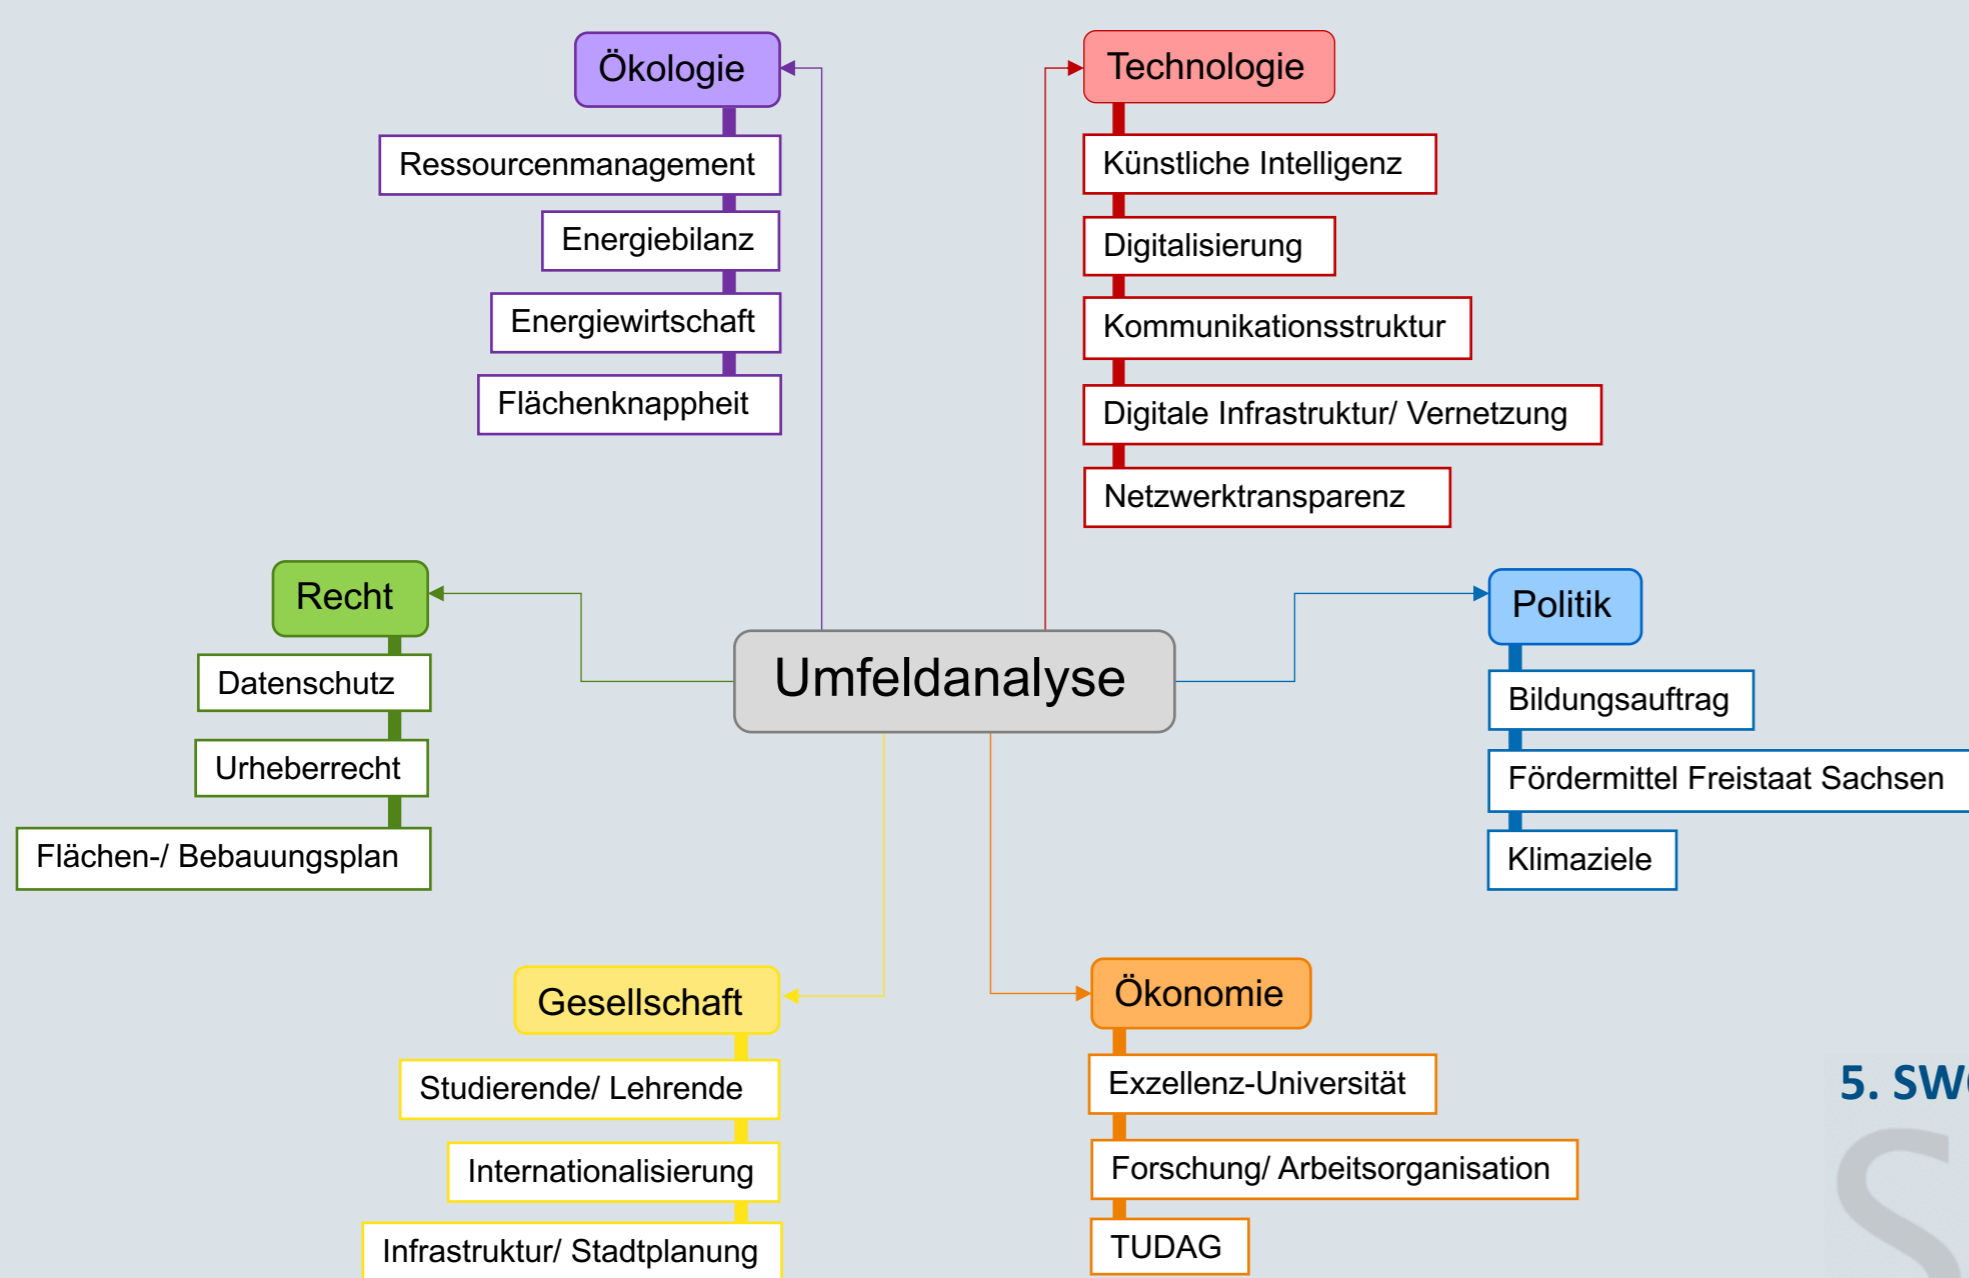 Ökologie
Ressourcenmanagement
Energiebilanz
Energiewirtschaft
Flächenknappheit
Technologie
Künstliche Intelligenz
Digitalisierung
Kommunikationsstruktur
Digitale Infrastruktur/ Vernetzung
Netzwerktransparenz
Recht
Datenschutz
Urheberrecht
Flächen-/ Bebauungsplan
Umfeldanalyse
Politik
Bildungsauftrag
Fördermittel Freistaat Sachsen
Klimaziele
Gesellschaft
Studierende/ Lehrende
Internationalisierung
Infrastruktur/ Stadtplanung
Ökonomie
Exzellenz-Universität
Forschung/ Arbeitsorganisation
TUDAG
5. SW
S